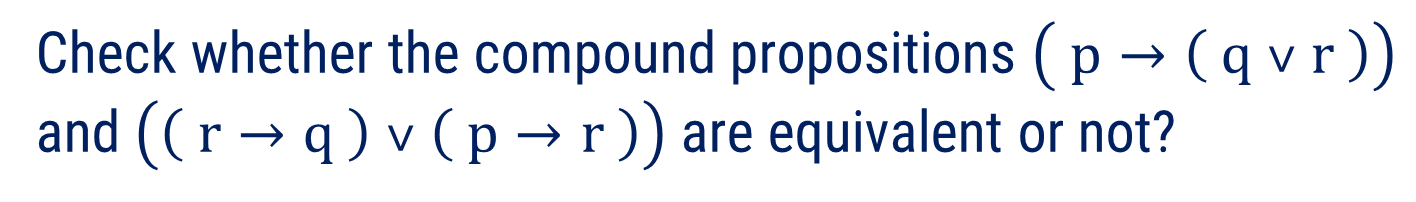 Check whether the compound propositions ( p → ( q ∨ r ))
and (( r → q ) ∨ ( p → r )) are equivalent or not?